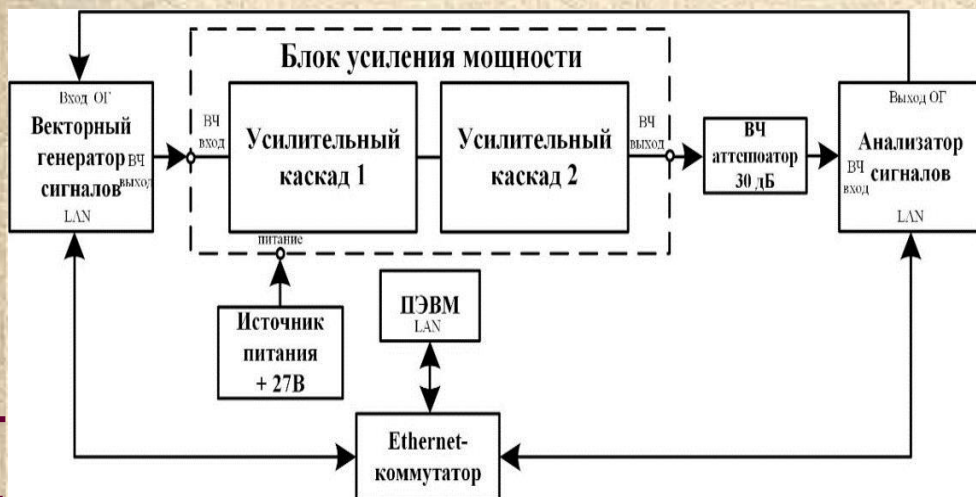 Блок усиления мощности
Вход ОГ
Векторный
генератор
сигналов
ВЧ
выход
LAN
ВЧ
вход
Усилительный
каскад 1
Усилительный
каскад 2
ВЧ
выход
питание
ВЧ
аттешюатор
30 дБ
Выход ОГ
Анализатор
сигналов
ВЧ
вход
LAN
Источник
питания
+ 27В
ПЭВМ
LAN
Ethernet-
коммутатор